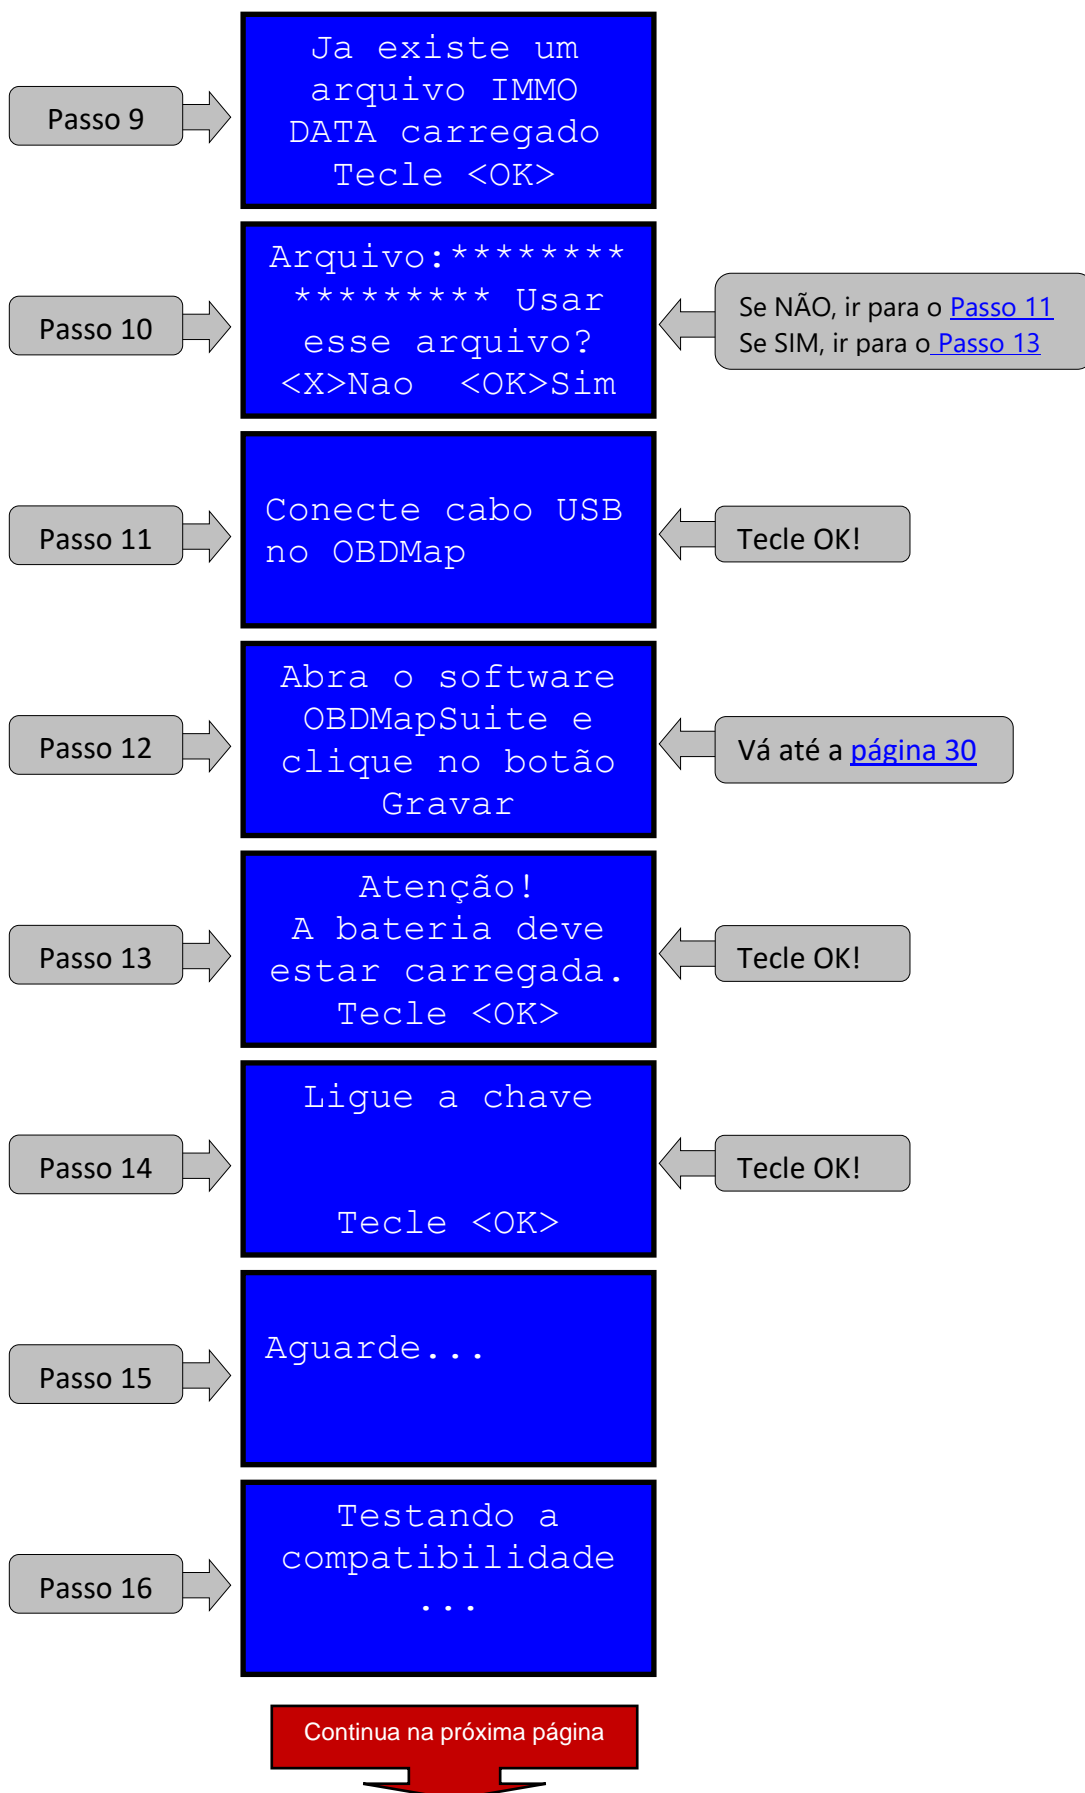 Passo 9
Ja existe um
arquivo IMMO
DATA carregado
Tecle <OK>
Passo 10
Arquivo:********
********* Usar
esse arquivo?
<X>Nao <OK>Sim
Se NÃO, ir para o Passo 11
Se SIM, ir para o Passo 13
Passo 11
Conecte cabo USB
no OBDMap
Tecle OK!
Passo 12
Abra o software
OBDMapSuite e
clique no botão
Gravar
Vá até a página 30
Passo 13
Atenção!
A bateria deve
estar carregada.
Tecle <OK>
Tecle OK!
Passo 14
Ligue a chave
Tecle <OK>
Tecle OK!
Passo 15
Aguarde...
Passo 16
Testando a
compatibilidade
...
Continua na próxima página